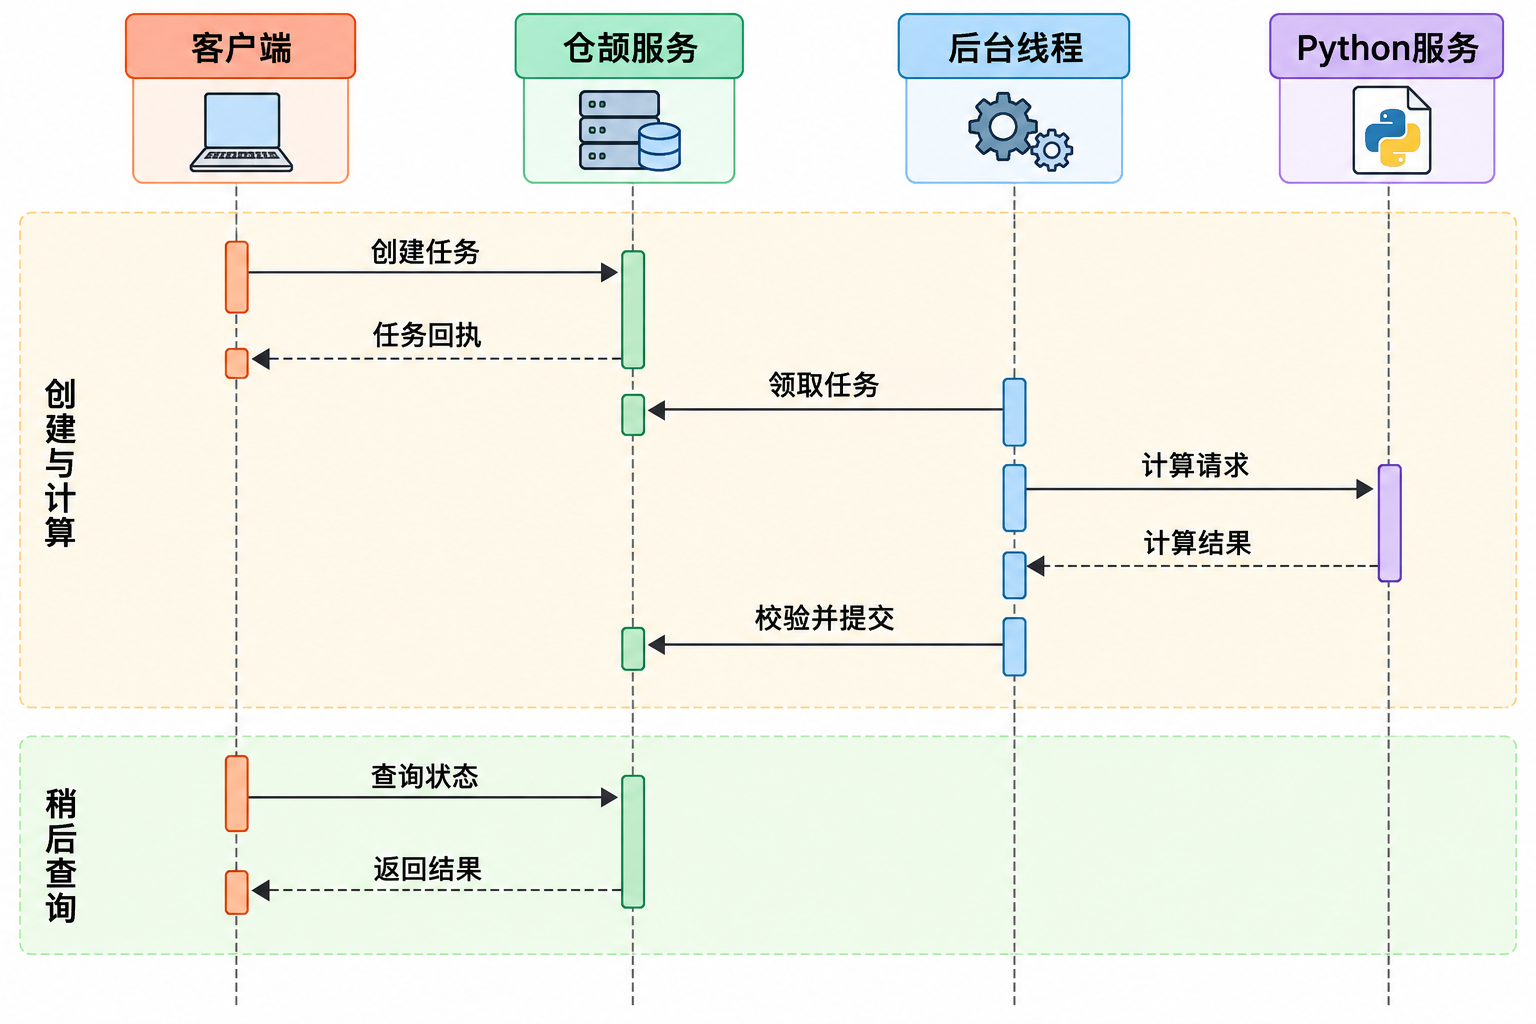 客户端
仓颉服务
后台线程
Python服务
创建与计算
创建任务
任务回执
领取任务
计算请求
计算结果
校验并提交
稍后查询
查询状态
返回结果